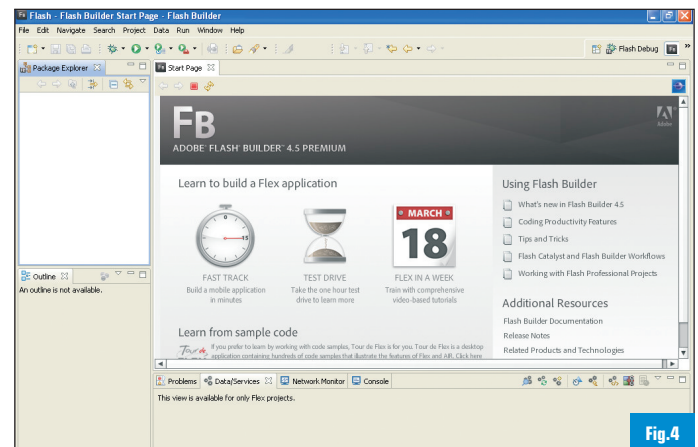 Flash - Flash Builder Start Page - Flash Builder
File Edit Navigate Search Project Data Run Window Help
Flash Debug
Package Explorer
Start Page
FB
Adobe
ADOBE® FLASH® BUILDER™ 4.5 PREMIUM
Learn to build a Flex application
FAST TRACK
Build a mobile application
in minutes
TEST DRIVE
Take the one hour test
drive to learn more
MARCH
18
FLEX IN A WEEK
Train with comprehensive
video-based tutorials
Using Flash Builder
What's new in Flash Builder 4.5
Coding Productivity Features
Tips and Tricks
Flash Catalyst and Flash Builder Workflows
Working with Flash Professional Projects
Additional Resources
Flash Builder Documentation
Release Notes
Related Products and Technologies
Learn from sample code
Tour de
If you prefer to learn by working with code samples, Tour de Flex is for you. Tour de Flex is a desktop
application containing hundreds of code samples that illustrate the features of Flex and AIR. Click here
Outline
An outline is not available.
Problems Data/Services Network Monitor Console
This view is available for only Flex projects.
Fig.4